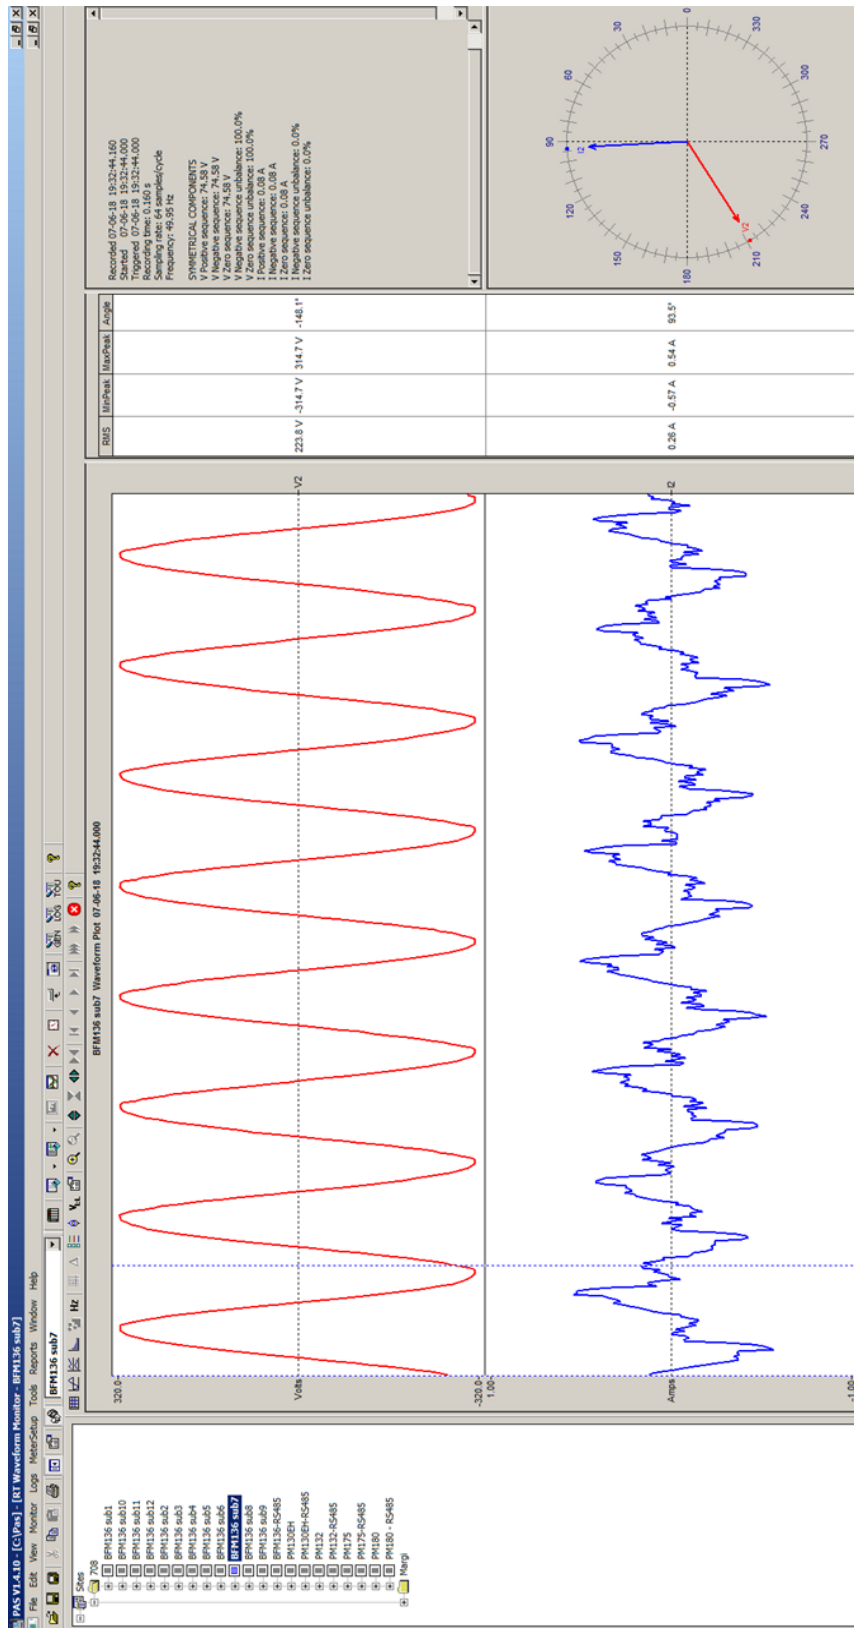 PAS V1.4.10 - [C:\Pas] - [RT Waveform Monitor - BFM136 sub7]
File Edit View Monitor Logs MeterSetup Tools Reports Window Help
BFM136 sub7
GEN LOG TOU
Hz
Sites
708
BFM136 sub1
BFM136 sub10
BFM136 sub11
BFM136 sub12
BFM136 sub2
BFM136 sub3
BFM136 sub4
BFM136 sub5
BFM136 sub6
BFM136 sub7
BFM136 sub8
BFM136 sub9
BFM136-RS485
PM130EH
PM130EH-RS485
PM132
PM132-RS485
PM175
PM175-RS485
PM180
PM180 - RS485
Margi
BFM136 sub7 Waveform Plot 07-06-18 19:32:44.000
320.0
Volts
-320.0
V2
1.00
Amps
-1.00
I2
RMS MinPeak MaxPeak Angle
223.8 V -314.7 V 314.7 V -148.1°
0.26 A -0.57 A 0.54 A 93.5°
Recorded 07-06-18 19:32:44.160
Started 07-06-18 19:32:44.000
Triggered 07-06-18 19:32:44.000
Recording time: 0.160 s
Sampling rate: 64 samples/cycle
Frequency: 49.95 Hz
SYMMETRICAL COMPONENTS
V Positive sequence: 74.58 V
V Negative sequence: 74.58 V
V Zero sequence: 74.58 V
V Negative sequence unbalance: 100.0%
V Zero sequence unbalance: 100.0%
I Positive sequence: 0.08 A
I Negative sequence: 0.08 A
I Zero sequence: 0.08 A
I Negative sequence unbalance: 0.0%
I Zero sequence unbalance: 0.0%
0
30
60
90
120
150
180
210
240
270
300
330
I2
V2